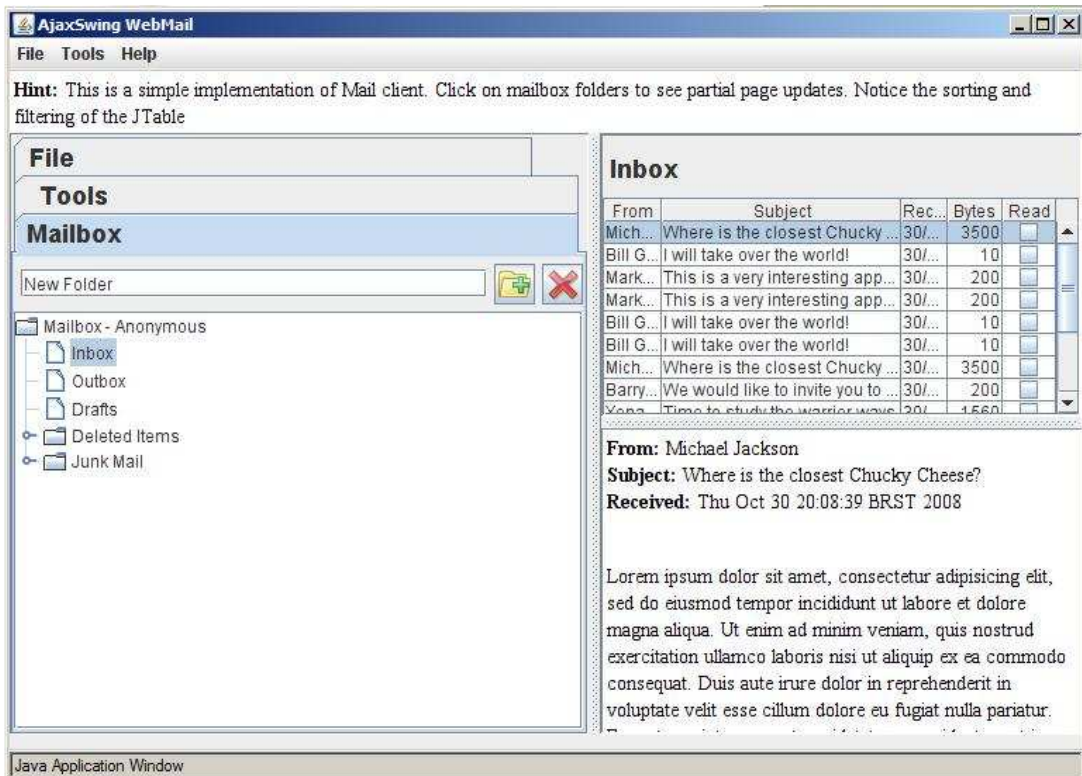 AjaxSwing WebMail
File Tools Help
Hint: This is a simple implementation of Mail client. Click on mailbox folders to see partial page updates. Notice the sorting and
filtering of the JTable
File
Tools
Mailbox
New Folder
Mailbox - Anonymous
Inbox
Outbox
Drafts
Deleted Items
Junk Mail
Inbox
From Subject Rec... Bytes Read
Mich... Where is the closest Chucky ... 30/... 3500
Bill G... I will take over the world! 30/... 10
Mark... This is a very interesting app... 30/... 200
Mark... This is a very interesting app... 30/... 200
Bill G... I will take over the world! 30/... 10
Bill G... I will take over the world! 30/... 10
Mich... Where is the closest Chucky ... 30/... 3500
Barry... We would like to invite you to ... 30/... 200
Xena... Time to study the warrior ways 30/... 1560
From: Michael Jackson
Subject: Where is the closest Chucky Cheese?
Received: Thu Oct 30 20:08:39 BRST 2008
Lorem ipsum dolor sit amet, consectetur adipisicing elit,
sed do eiusmod tempor incididunt ut labore et dolore
magna aliqua. Ut enim ad minim veniam, quis nostrud
exercitation ullamco laboris nisi ut aliquip ex ea commodo
consequat. Duis aute irure dolor in reprehenderit in
voluptate velit esse cillum dolore eu fugiat nulla pariatur.
Java Application Window